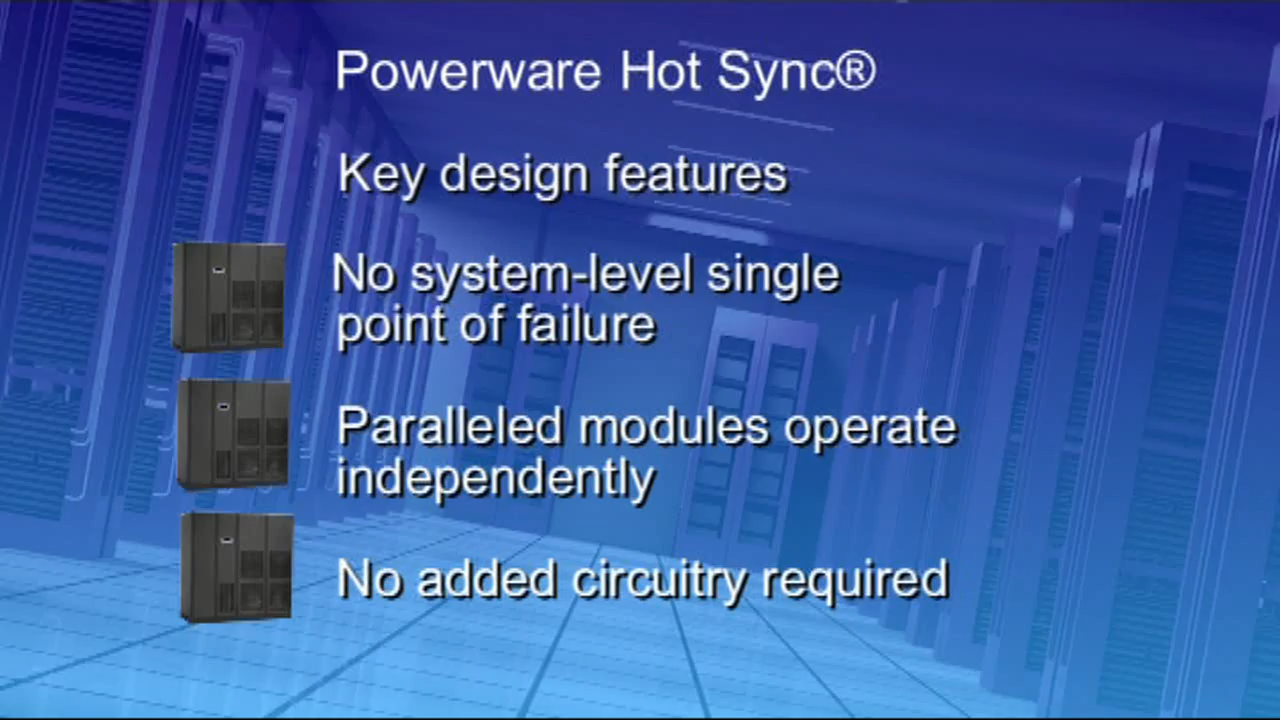 Powerware Hot Sync®
Key design features
No system-level single
point of failure
Paralleled modules operate
independently
No added circuitry required